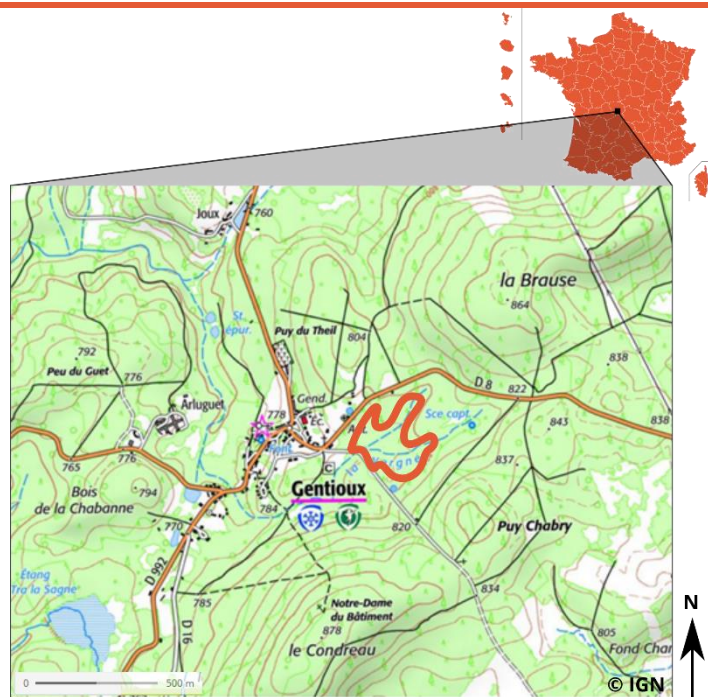 Joux
760
la Brause
864
St
épur.
Puy du Theil
804
792
Peu du Guet
776
838
D 8
822
Arluguet
Gend.
778
Éc.
Sce capt.
843
838
765
776
837
Bois
de la Chabanne
794
Gentioux
784
770
820
Puy Chabry
D 992
Étang
Tra la Sagne
785
834
D 16
Notre-Dame
du Bâtiment
878
le Condreau
805
Fond Char
N
0
500 m
© IGN